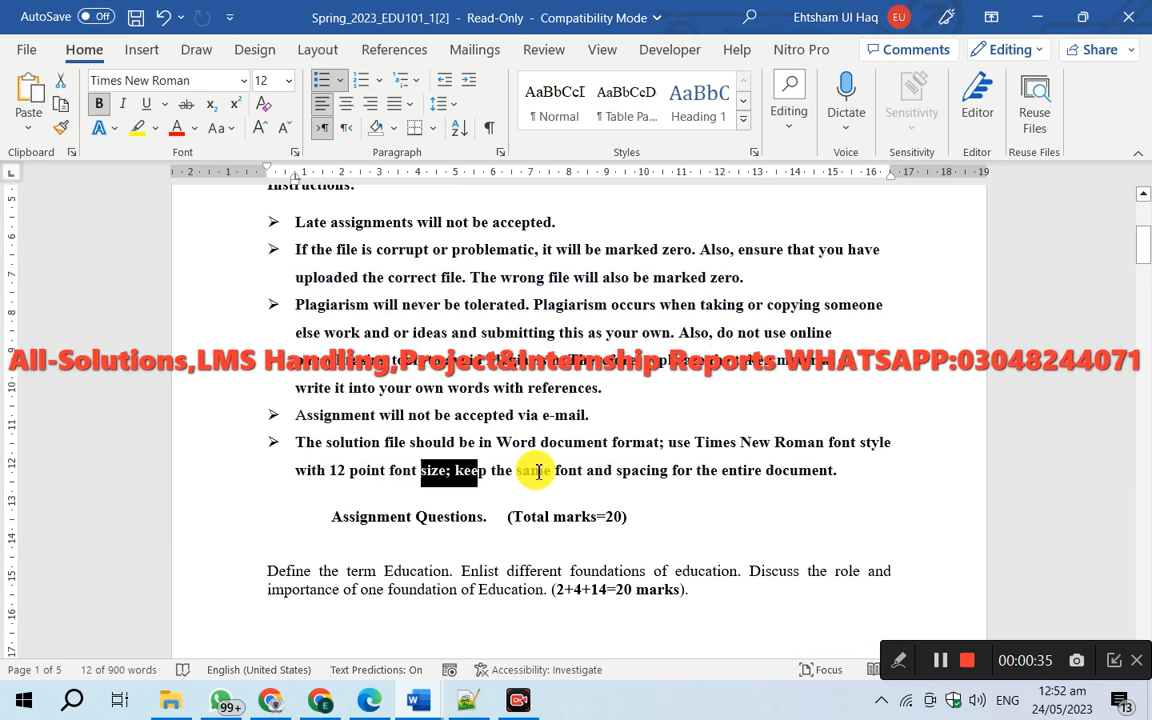 AutoSave Off
Spring_2023_EDU101_1[2] - Read-Only - Compatibility Mode
Ehtsham Ul Haq EU
File Home Insert Draw Design Layout References Mailings Review View Developer Help Nitro Pro
Comments Editing Share
Paste
Times New Roman 12
AaBbCcI AaBbCcD AaBbC
¶ Normal ¶ Table Pa... Heading 1
Editing
Dictate
Sensitivity
Editor
Reuse
Files
Clipboard Font Paragraph Styles Voice Sensitivity Editor Reuse Files
Instructions:
Late assignments will not be accepted.
If the file is corrupt or problematic, it will be marked zero. Also, ensure that you have
uploaded the correct file. The wrong file will also be marked zero.
Plagiarism will never be tolerated. Plagiarism occurs when taking or copying someone
else work and or ideas and submitting this as your own. Also, do not use online
All-Solutions,LMS Handling,Project&Intenship Reports WHATSAPP:03048244071
write it into your own words with references.
Assignment will not be accepted via e-mail.
The solution file should be in Word document format; use Times New Roman font style
with 12 point font size; keep the same font and spacing for the entire document.
Assignment Questions. (Total marks=20)
Define the term Education. Enlist different foundations of education. Discuss the role and
importance of one foundation of Education. (2+4+14=20 marks).
Page 1 of 5 12 of 900 words English (United States) Text Predictions: On Accessibility: Investigate Focus
00:00:35
99+
ENG
12:52 am
24/05/2023
13